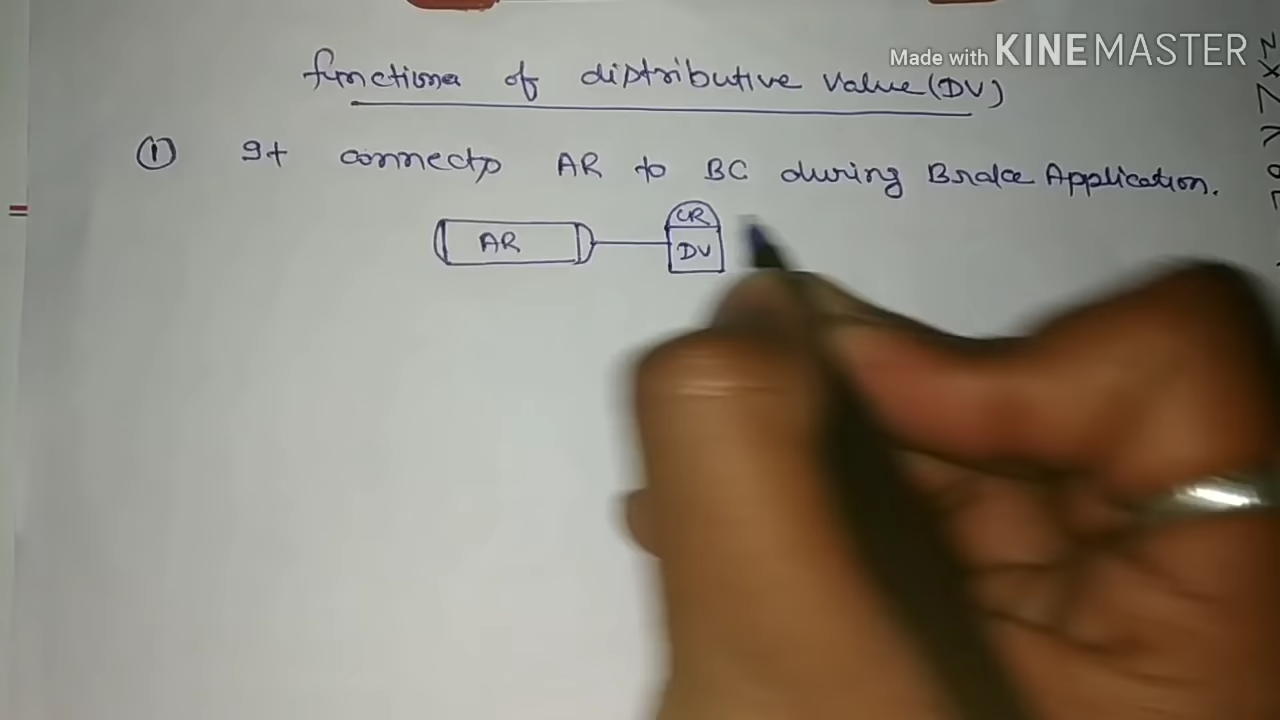 Made with KINEMASTER
functions of distributive Valve (DV)
① It connects AR to BC during Brake Application.
CR
AR
DV